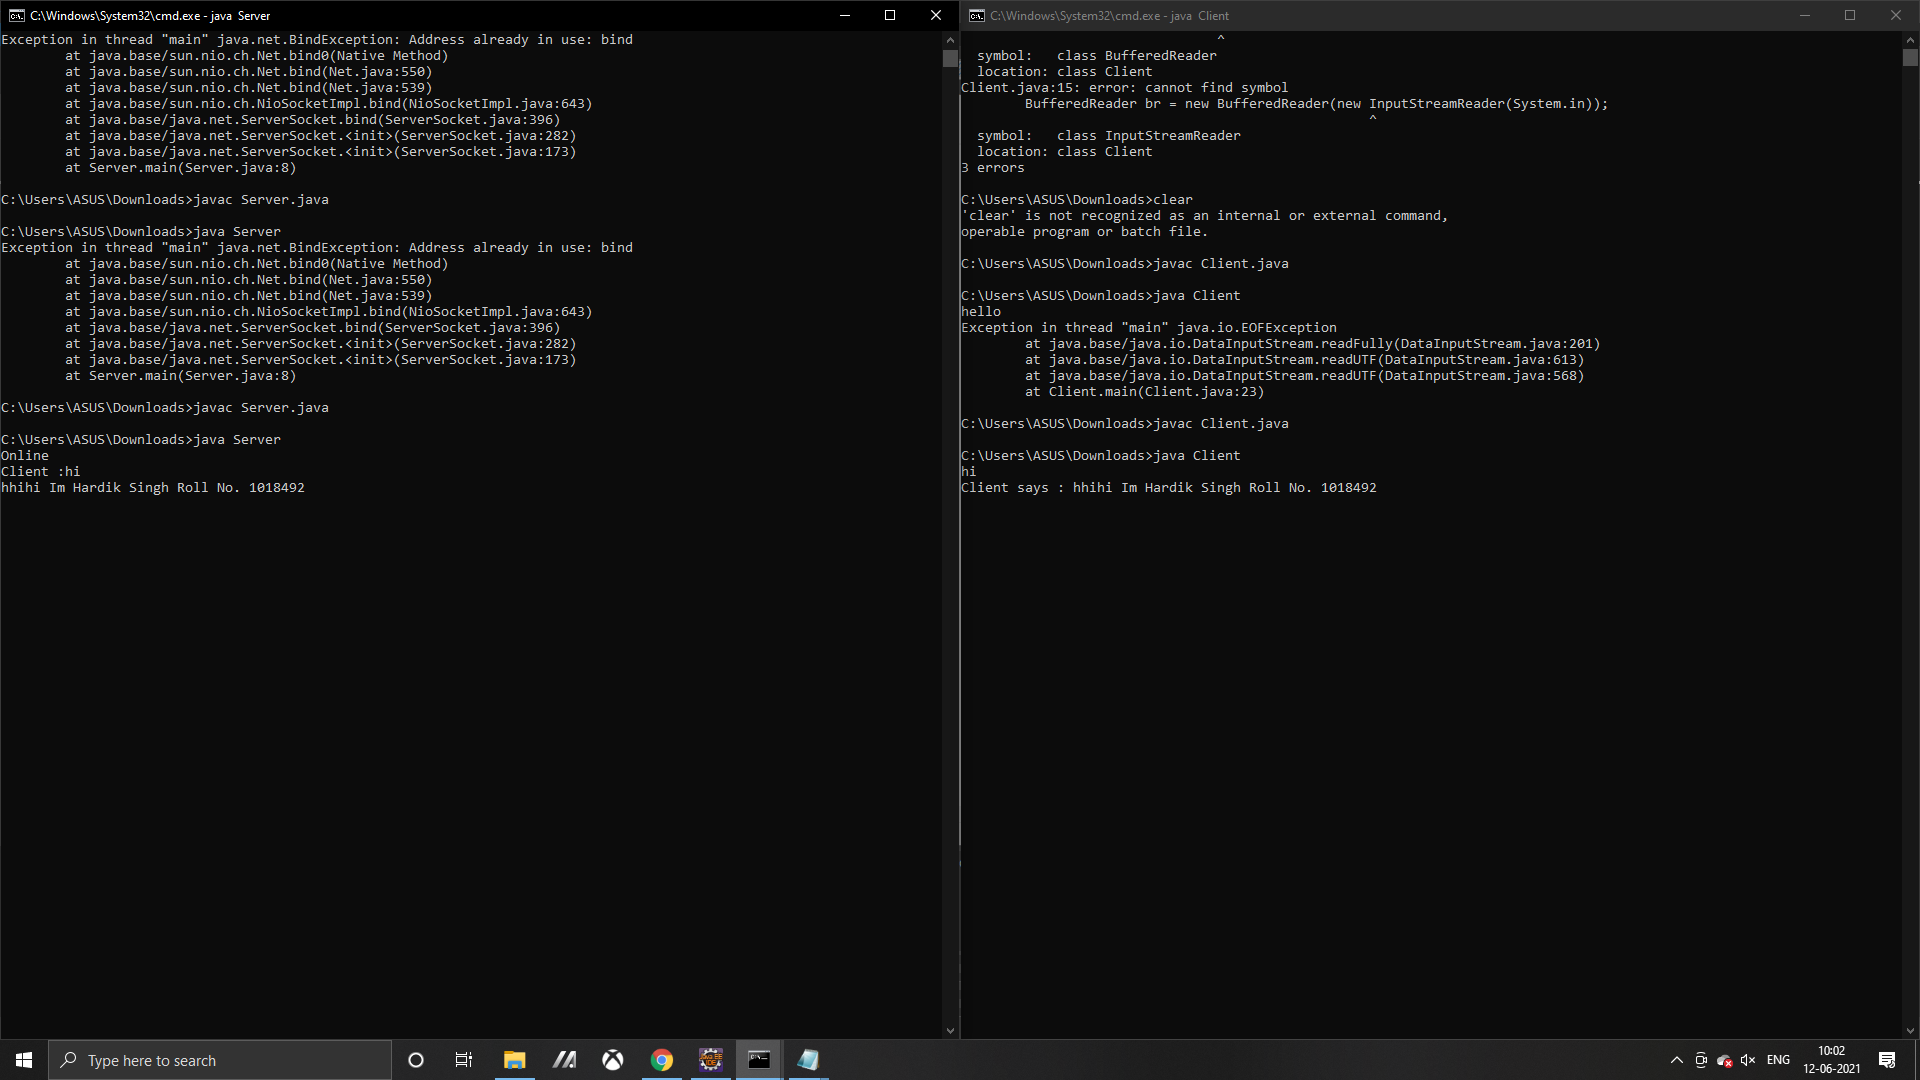 C:\Windows\System32\cmd.exe - java  Server
Exception in thread "main" java.net.BindException: Address already in use: bind
        at java.base/sun.nio.ch.Net.bind0(Native Method)
        at java.base/sun.nio.ch.Net.bind(Net.java:550)
        at java.base/sun.nio.ch.Net.bind(Net.java:539)
        at java.base/sun.nio.ch.NioSocketImpl.bind(NioSocketImpl.java:643)
        at java.base/java.net.ServerSocket.bind(ServerSocket.java:396)
        at java.base/java.net.ServerSocket.<init>(ServerSocket.java:282)
        at java.base/java.net.ServerSocket.<init>(ServerSocket.java:173)
        at Server.main(Server.java:8)
C:\Users\ASUS\Downloads>javac Server.java
C:\Users\ASUS\Downloads>java Server
Exception in thread "main" java.net.BindException: Address already in use: bind
        at java.base/sun.nio.ch.Net.bind0(Native Method)
        at java.base/sun.nio.ch.Net.bind(Net.java:550)
        at java.base/sun.nio.ch.Net.bind(Net.java:539)
        at java.base/sun.nio.ch.NioSocketImpl.bind(NioSocketImpl.java:643)
        at java.base/java.net.ServerSocket.bind(ServerSocket.java:396)
        at java.base/java.net.ServerSocket.<init>(ServerSocket.java:282)
        at java.base/java.net.ServerSocket.<init>(ServerSocket.java:173)
        at Server.main(Server.java:8)
C:\Users\ASUS\Downloads>javac Server.java
C:\Users\ASUS\Downloads>java Server
Online
Client :hi
hhihi Im Hardik Singh Roll No. 1018492
C:\Windows\System32\cmd.exe - java  Client
                                ^
  symbol:   class BufferedReader
  location: class Client
Client.java:15: error: cannot find symbol
        BufferedReader br = new BufferedReader(new InputStreamReader(System.in));
                                                   ^
  symbol:   class InputStreamReader
  location: class Client
3 errors
C:\Users\ASUS\Downloads>clear
'clear' is not recognized as an internal or external command,
operable program or batch file.
C:\Users\ASUS\Downloads>javac Client.java
C:\Users\ASUS\Downloads>java Client
hello
Exception in thread "main" java.io.EOFException
        at java.base/java.io.DataInputStream.readFully(DataInputStream.java:201)
        at java.base/java.io.DataInputStream.readUTF(DataInputStream.java:613)
        at java.base/java.io.DataInputStream.readUTF(DataInputStream.java:568)
        at Client.main(Client.java:23)
C:\Users\ASUS\Downloads>javac Client.java
C:\Users\ASUS\Downloads>java Client
hi
Client says : hhihi Im Hardik Singh Roll No. 1018492
Type here to search
ENG
10:02
12-06-2021